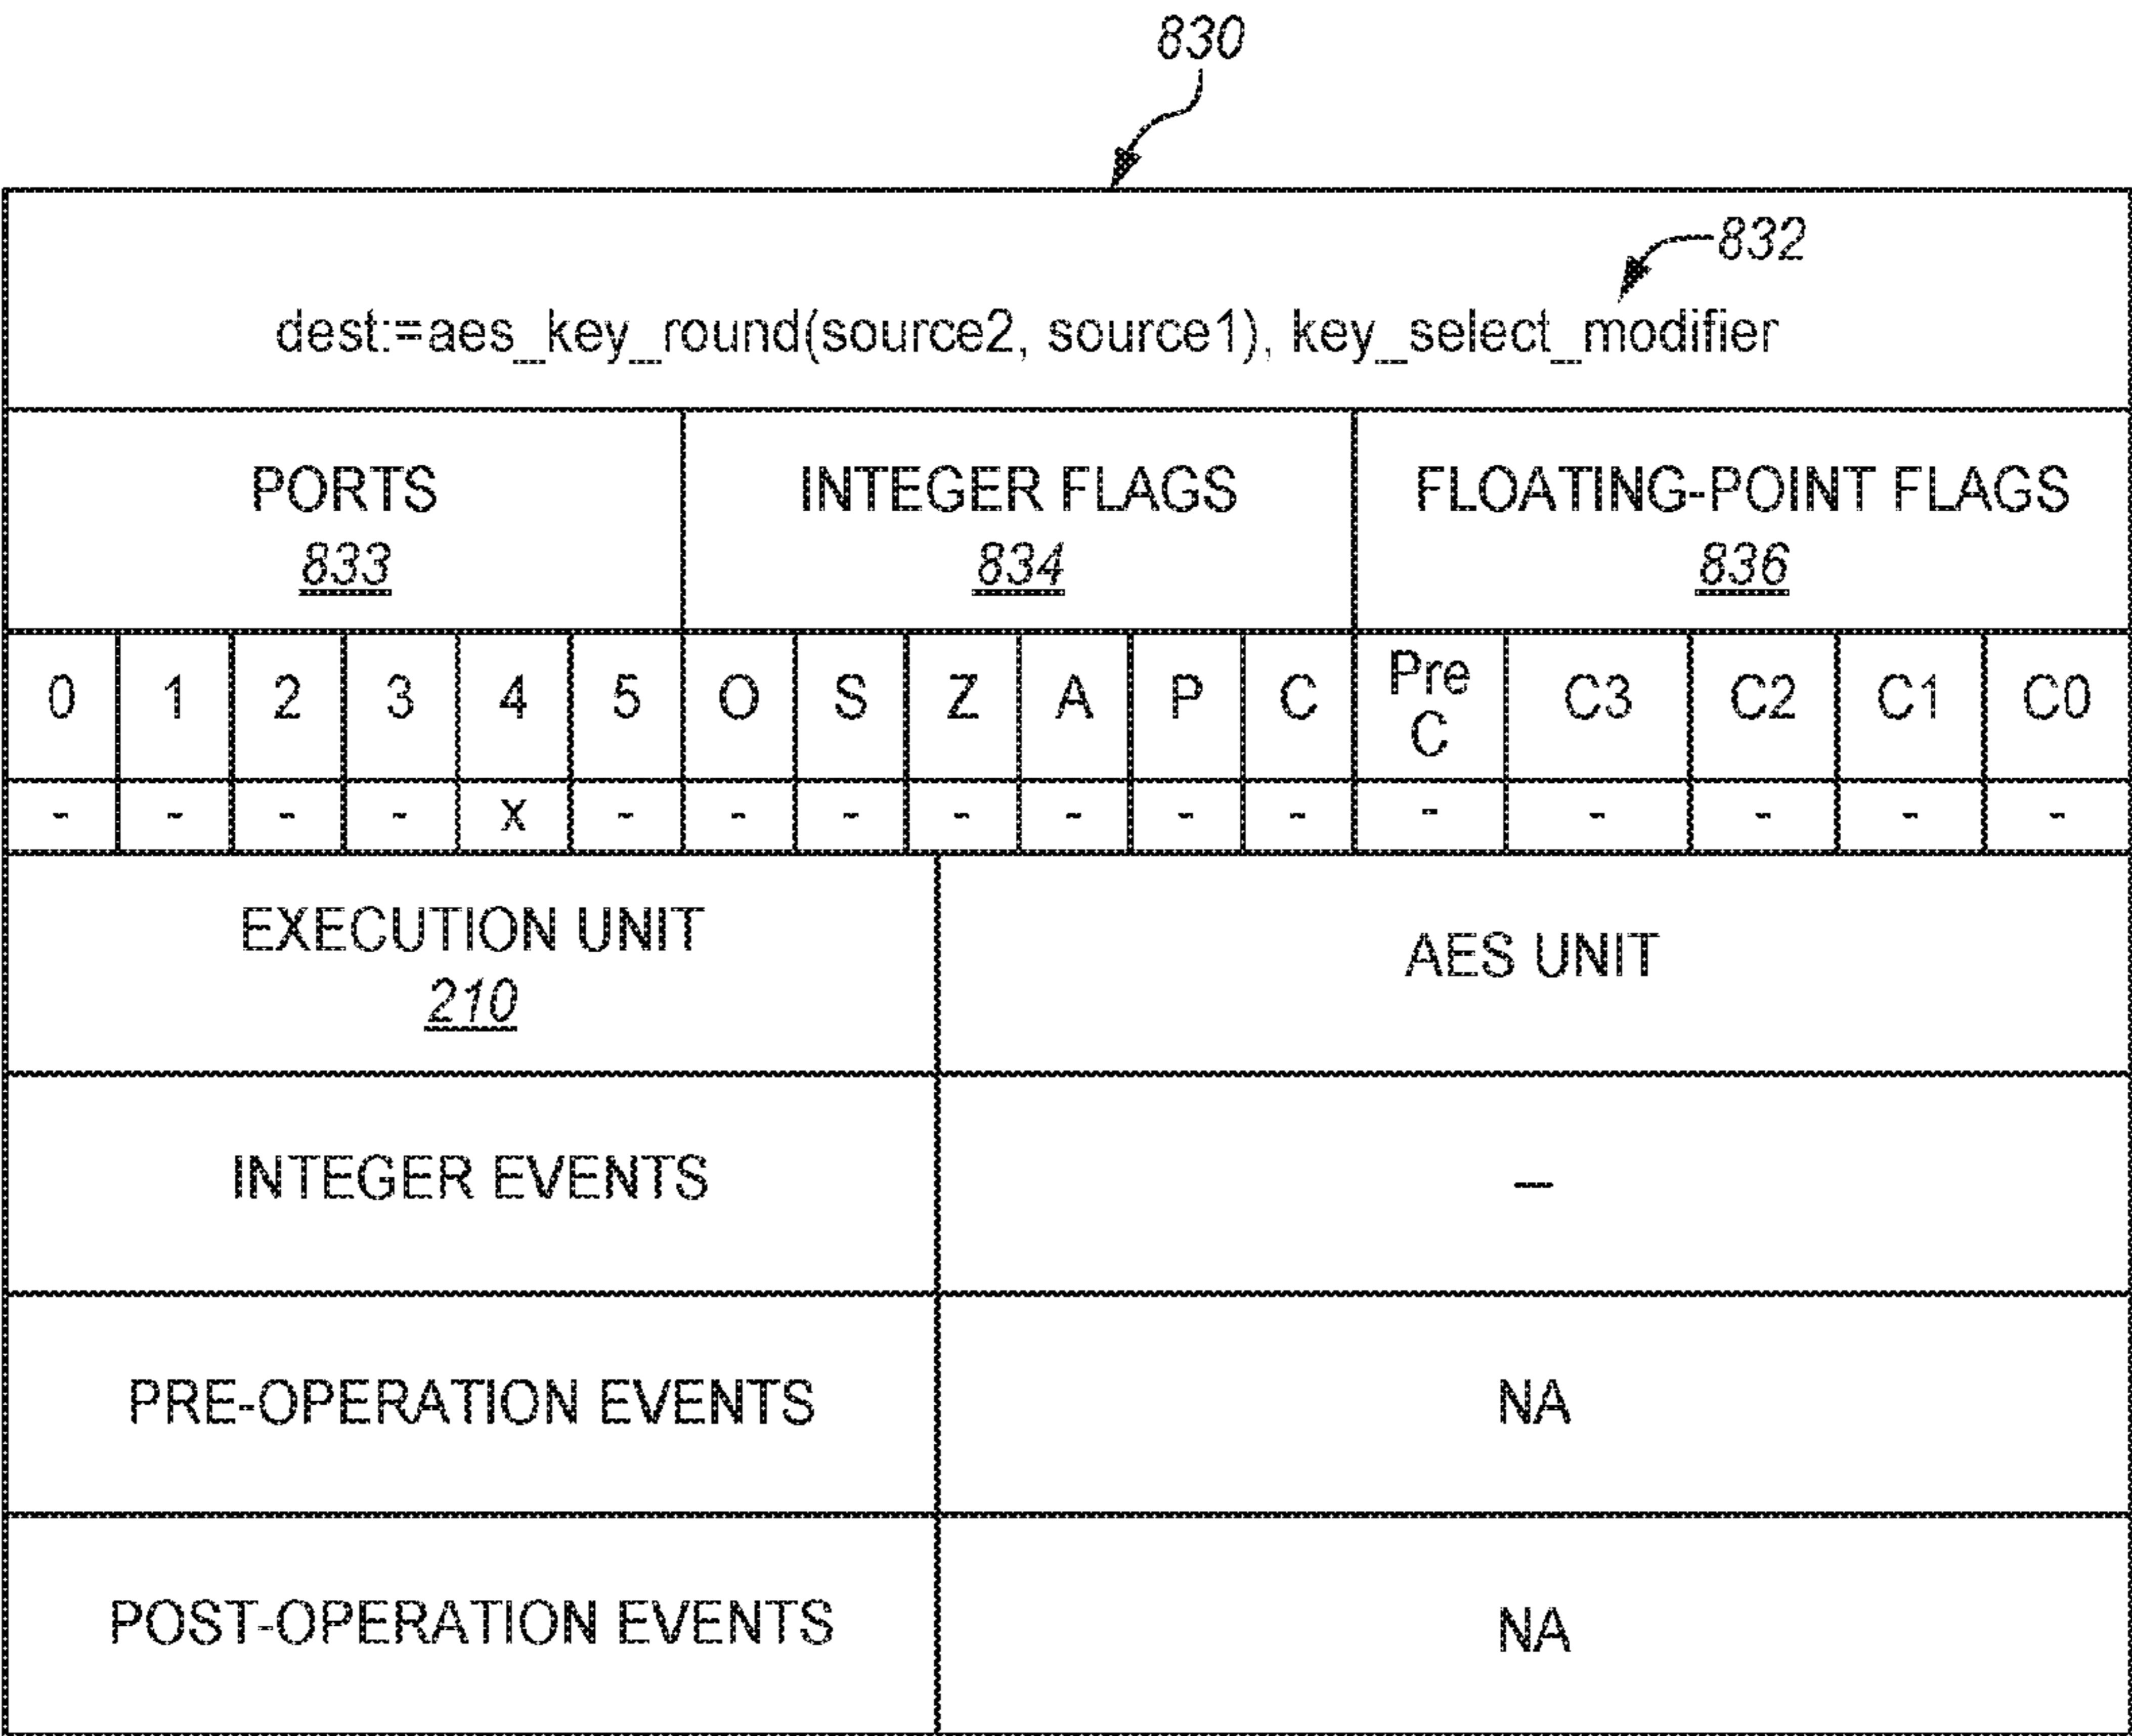 830
832
dest:=aes_key_round(source2, source1), key_select_modifier
PORTS INTEGER FLAGS FLOATING-POINT FLAGS
833 834 836
0 1 2 3 4 5 O S Z A P C Pre C C3 C2 C1 C0
- - - - x - - - - - - - - - - - -
EXECUTION UNIT AES UNIT
210
INTEGER EVENTS —
PRE-OPERATION EVENTS NA
POST-OPERATION EVENTS NA